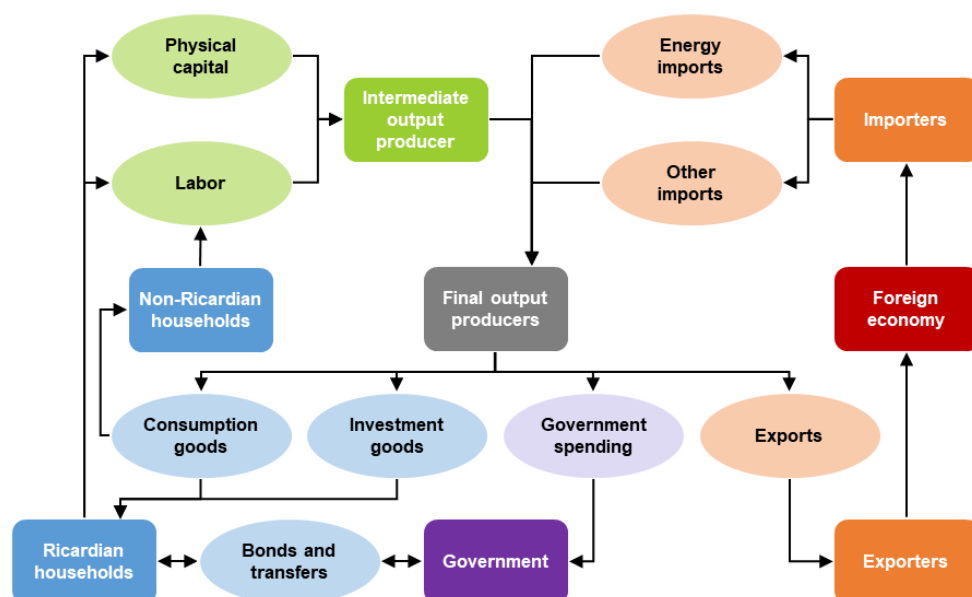 Physical
capital
Energy
imports
Intermediate
output
producer
Importers
Labor
Other
imports
Non-Ricardian
households
Final output
producers
Foreign
economy
Consumption
goods
Investment
goods
Government
spending
Exports
Ricardian
households
Bonds and
transfers
Government
Exporters